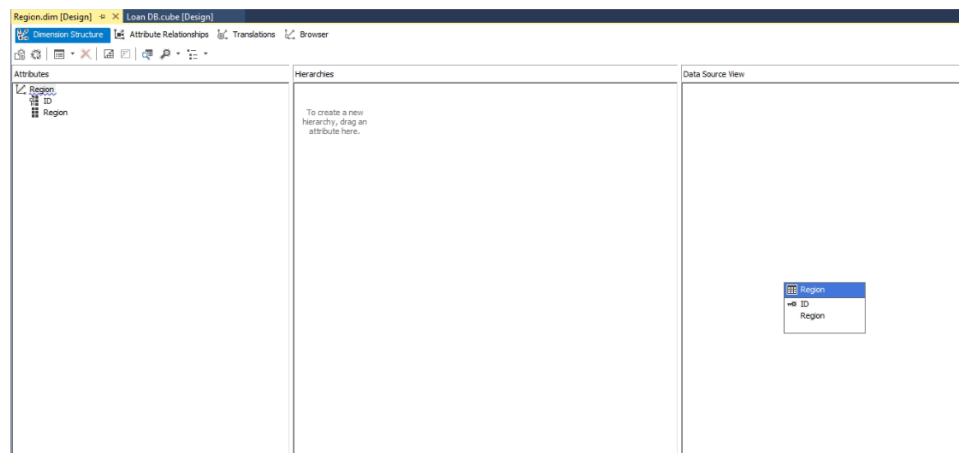 Region.dim [Design] Loan DB.cube [Design]
Dimension Structure Attribute Relationships Translations Browser
Attributes Hierarchies Data Source View
Region
ID
Region
To create a new
hierarchy, drag an
attribute here.
Region
ID
Region